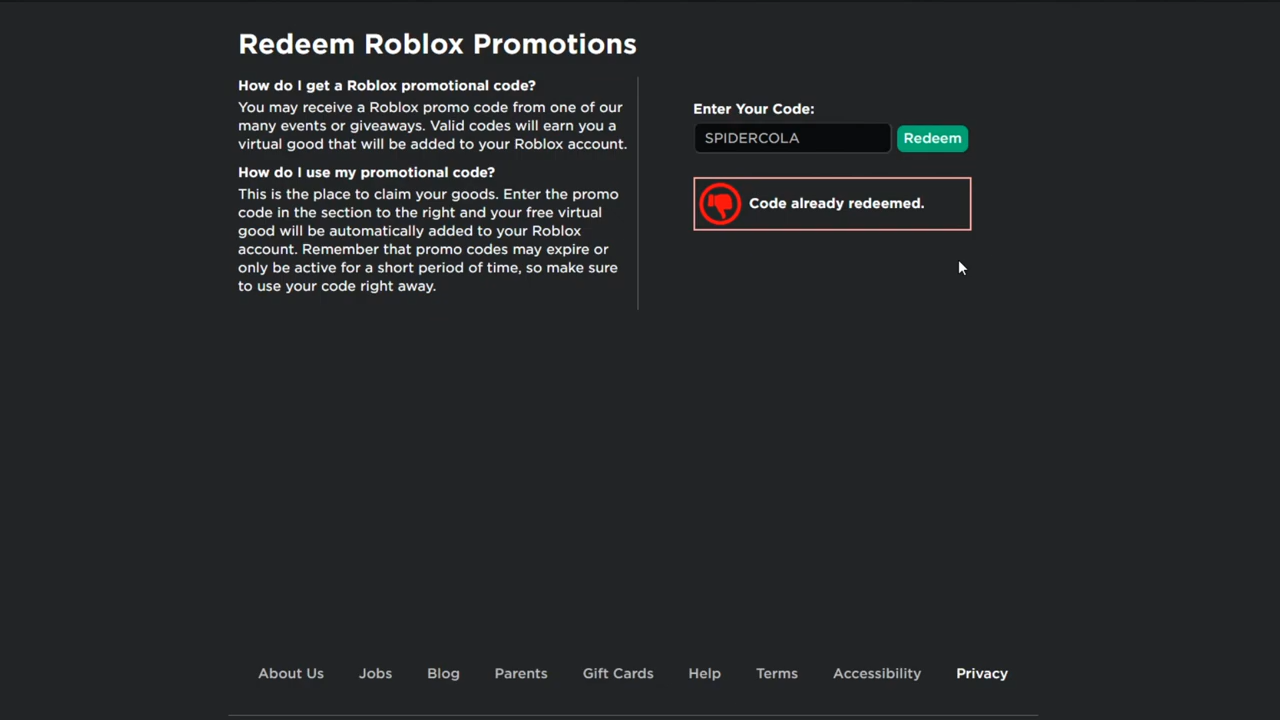 Redeem Roblox Promotions
How do I get a Roblox promotional code?
You may receive a Roblox promo code from one of our
many events or giveaways. Valid codes will earn you a
virtual good that will be added to your Roblox account.
How do I use my promotional code?
This is the place to claim your goods. Enter the promo
code in the section to the right and your free virtual
good will be automatically added to your Roblox
account. Remember that promo codes may expire or
only be active for a short period of time, so make sure
to use your code right away.
Enter Your Code:
SPIDERCOLA
Redeem
Code already redeemed.
About Us
Jobs
Blog
Parents
Gift Cards
Help
Terms
Accessibility
Privacy